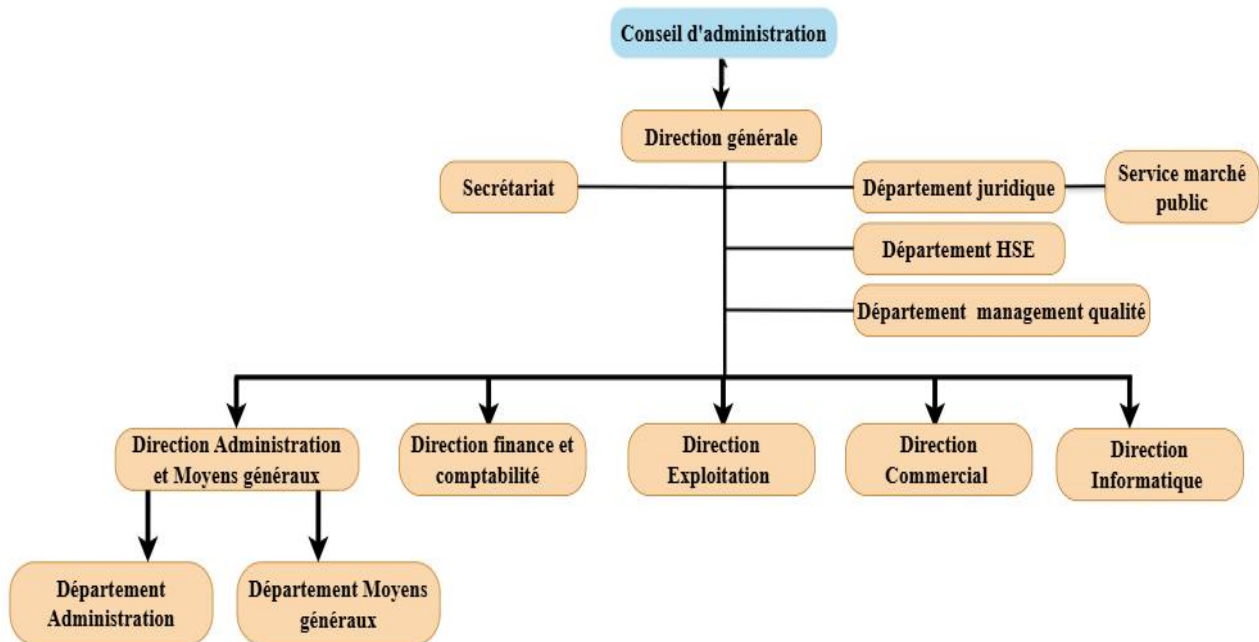 Conseil d'administration
Direction générale
Secrétariat
Département juridique
Service marché
public
Département HSE
Département management qualité
Direction Administration
et Moyens généraux
Direction finance et
comptabilité
Direction
Exploitation
Direction
Commercial
Direction
Informatique
Département
Administration
Département Moyens
généraux